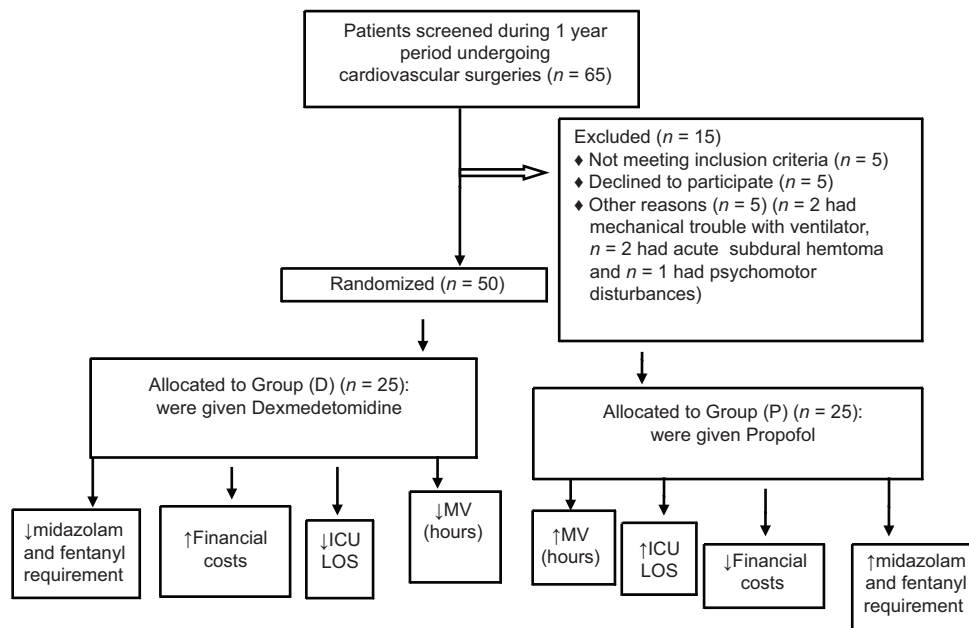 Patients screened during 1 year
period undergoing
cardiovascular surgeries (n = 65)
Excluded (n = 15)
♦ Not meeting inclusion criteria (n = 5)
♦ Declined to participate (n = 5)
♦ Other reasons (n = 5) (n = 2 had
mechanical trouble with ventilator,
n = 2 had acute subdural hemtoma
and n = 1 had psychomotor
disturbances)
Randomized (n = 50)
Allocated to Group (D) (n = 25):
were given Dexmedetomidine
Allocated to Group (P) (n = 25):
were given Propofol
↓midazolam
and fentanyl
requirement
↑Financial
costs
↓ICU
LOS
↓MV
(hours)
↑MV
(hours)
↑ICU
LOS
↓Financial
costs
↑midazolam
and fentanyl
requirement